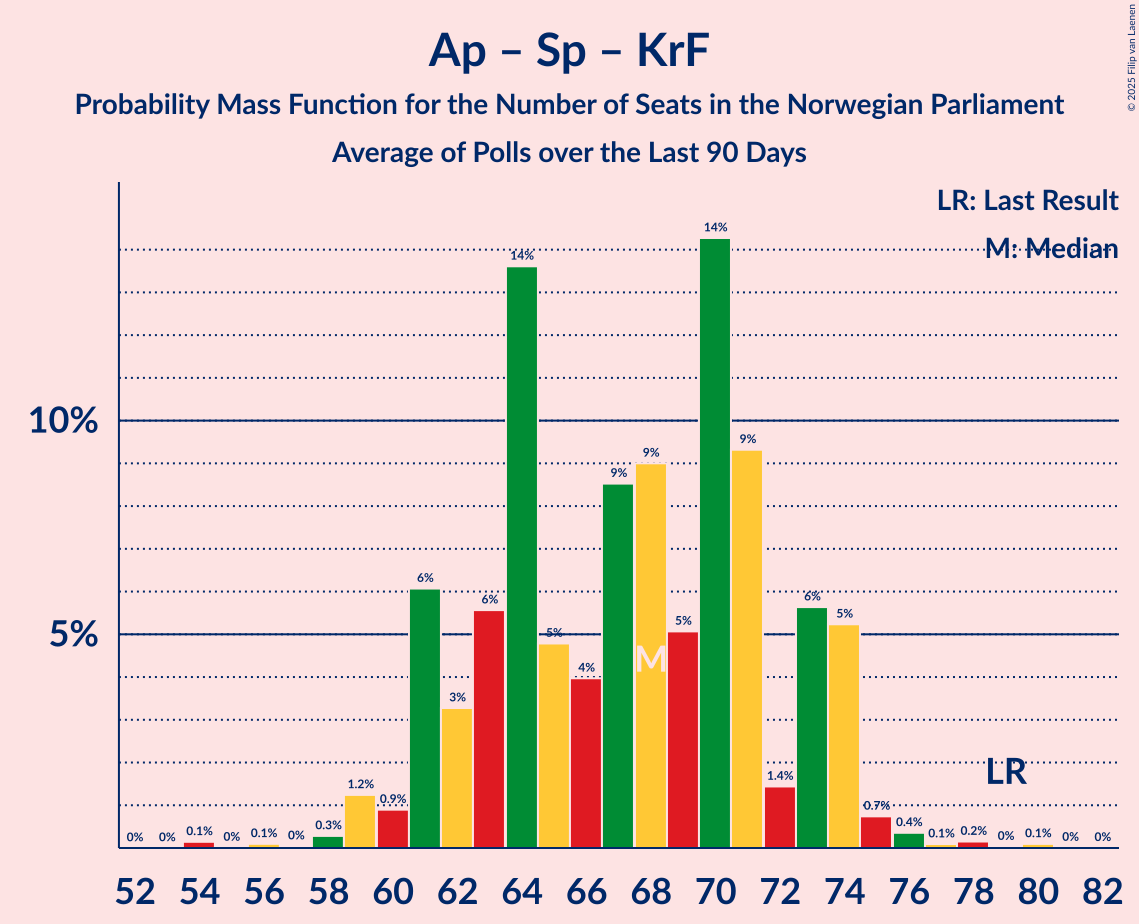 Ap – Sp – KrF
Probability Mass Function for the Number of Seats in the Norwegian Parliament
Average of Polls over the Last 90 Days
© 2025 Filip van Laenen
LR: Last Result
M: Median
10%
5%
0% 0% 0.1% 0% 0.1% 0% 0.3% 1.2% 0.9% 6% 3% 6% 14% 5% 4% 9% 9% 5% 14% 9% 1.4% 6% 5% 0.7% 0.4% 0.1% 0.2% 0% 0.1% 0% 0%
M
LR
52 54 56 58 60 62 64 66 68 70 72 74 76 78 80 82